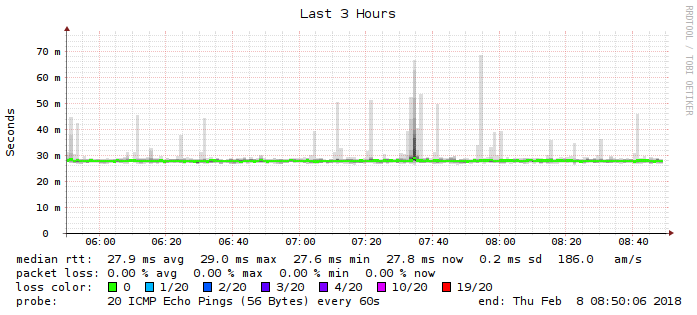 Last 3 Hours
RRDTOOL / TOBI OETIKER
Seconds
70 m
60 m
50 m
40 m
30 m
20 m
10 m
0
06:00 06:20 06:40 07:00 07:20 07:40 08:00 08:20 08:40
median rtt: 27.9 ms avg 29.0 ms max 27.6 ms min 27.8 ms now 0.2 ms sd 186.0 am/s
packet loss: 0.00 % avg 0.00 % max 0.00 % min 0.00 % now
loss color: 0 1/20 2/20 3/20 4/20 10/20 19/20
probe: 20 ICMP Echo Pings (56 Bytes) every 60s end: Thu Feb 8 08:50:06 2018